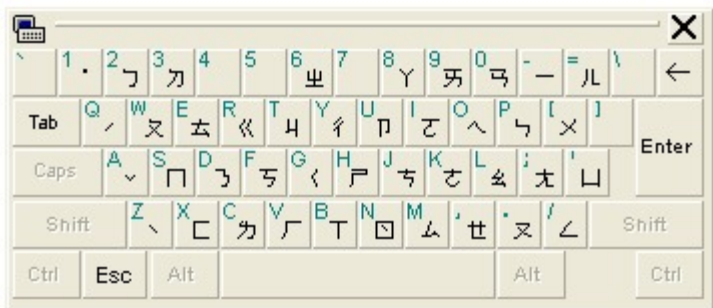 ` 1 ˙ 2 ㄅ 3 ㄉ 4 5 6 ㄓ 7 8 ㄚ 9 ㄞ 0 ㄢ - ㄧ = ㄦ \ ←
Tab Q ˊ W ㄆ E ㄊ R ㄍ T ㄐ Y ㄔ U ㄗ I ㄛ O ㄟ P ㄣ [ ㄨ ] Enter
Caps A ˇ S ㄇ D ㄋ F ㄎ G ㄑ H ㄕ J ㄘ K ㄜ L ㄠ ; ㄤ ' ㄩ
Shift Z ˋ X ㄈ C ㄌ V ㄏ B ㄒ N ㄖ M ㄙ , ㄝ . ㄡ / ㄥ Shift
Ctrl Esc Alt Alt Ctrl